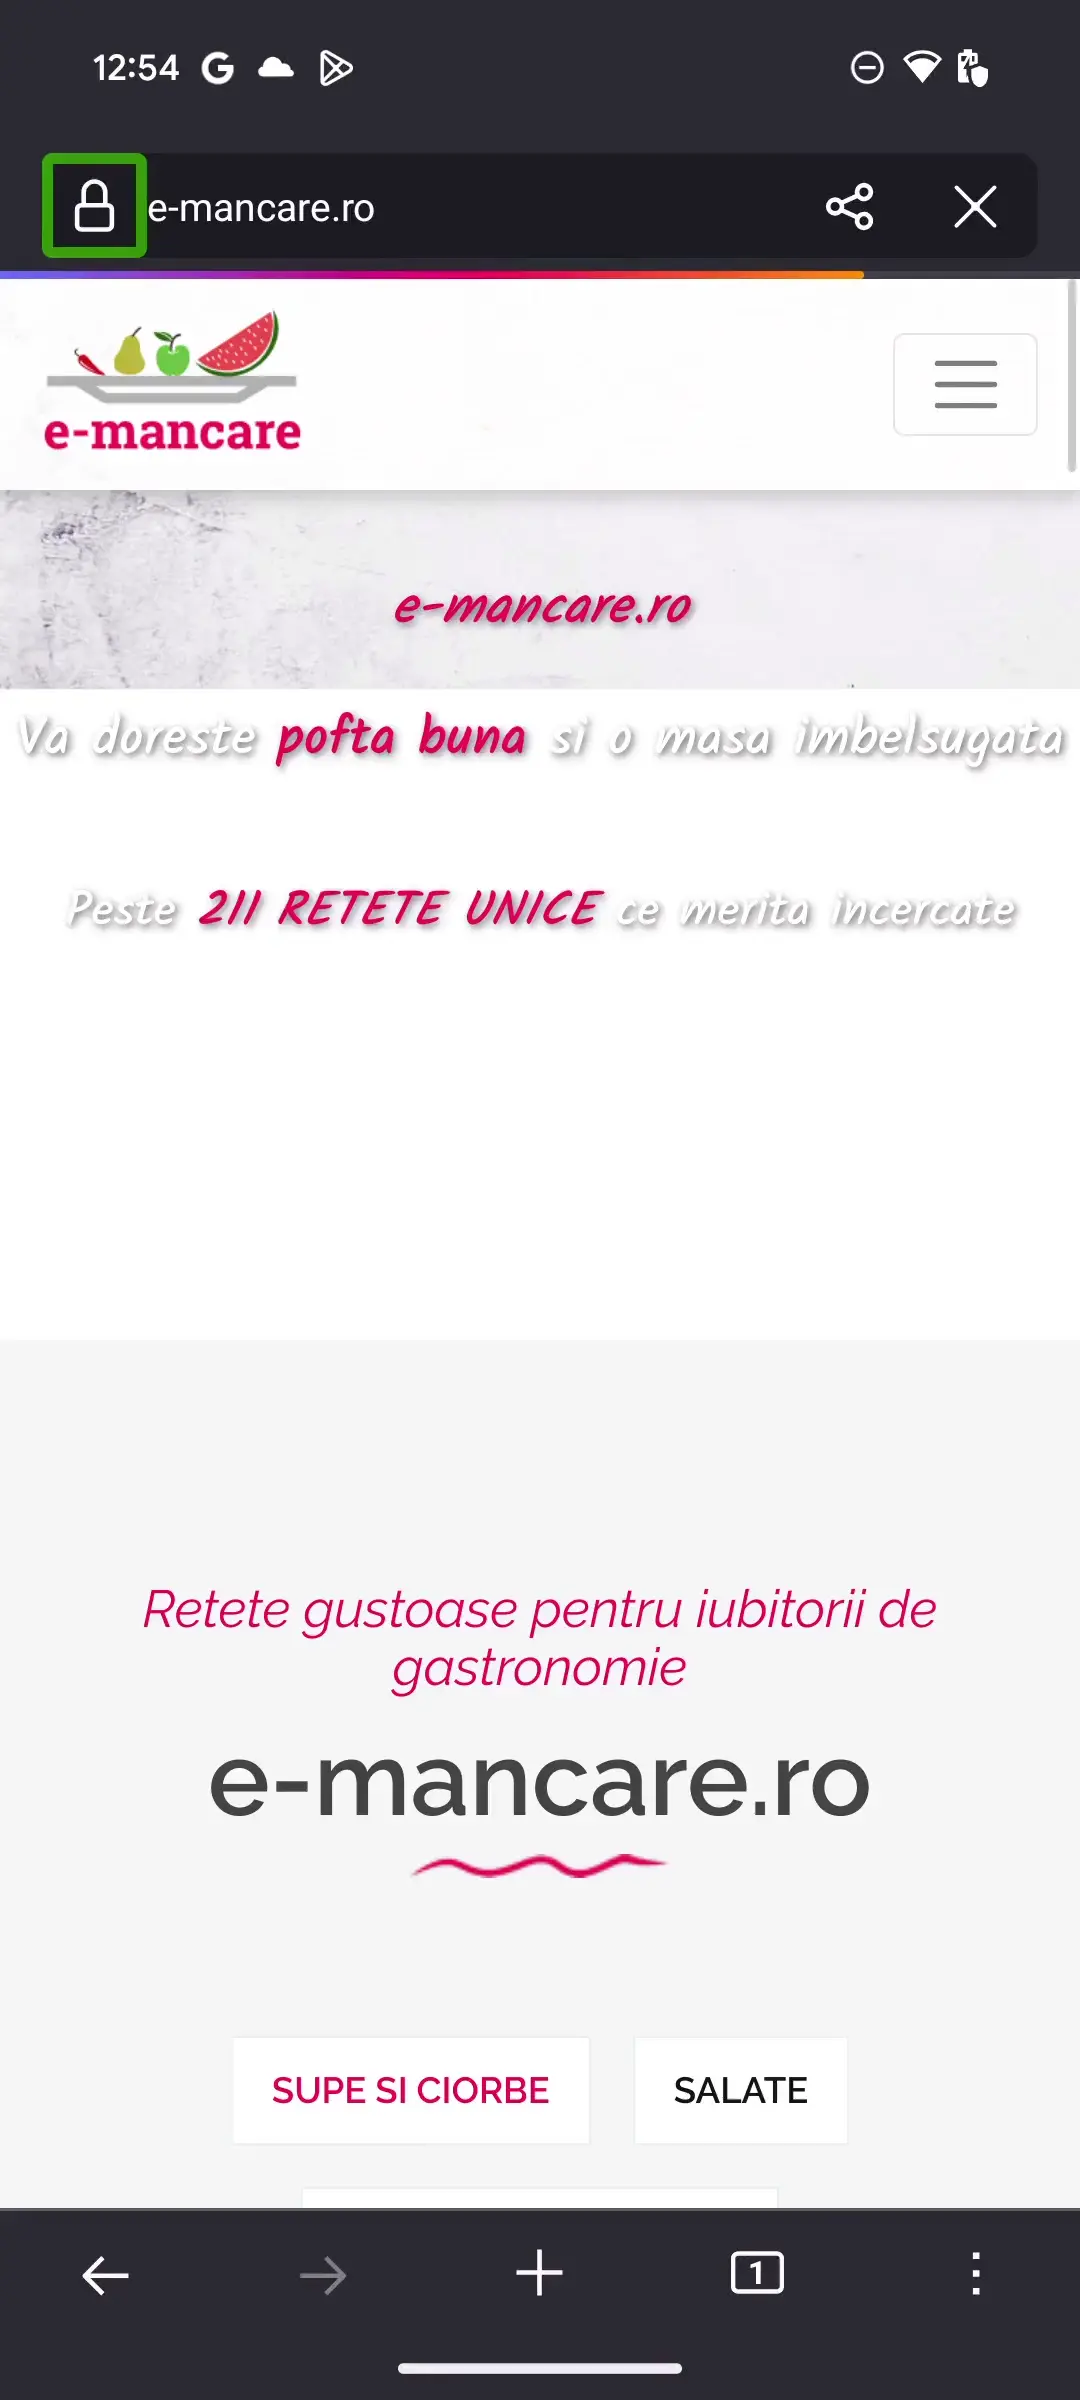 12:54
e-mancare.ro
e-mancare
e-mancare.ro
Va doreste pofta buna si o masa imbelsugata
Peste 211 RETETE UNICE ce merita incercate
Retete gustoase pentru iubitorii de
gastronomie
e-mancare.ro
SUPE SI CIORBE
SALATE
1